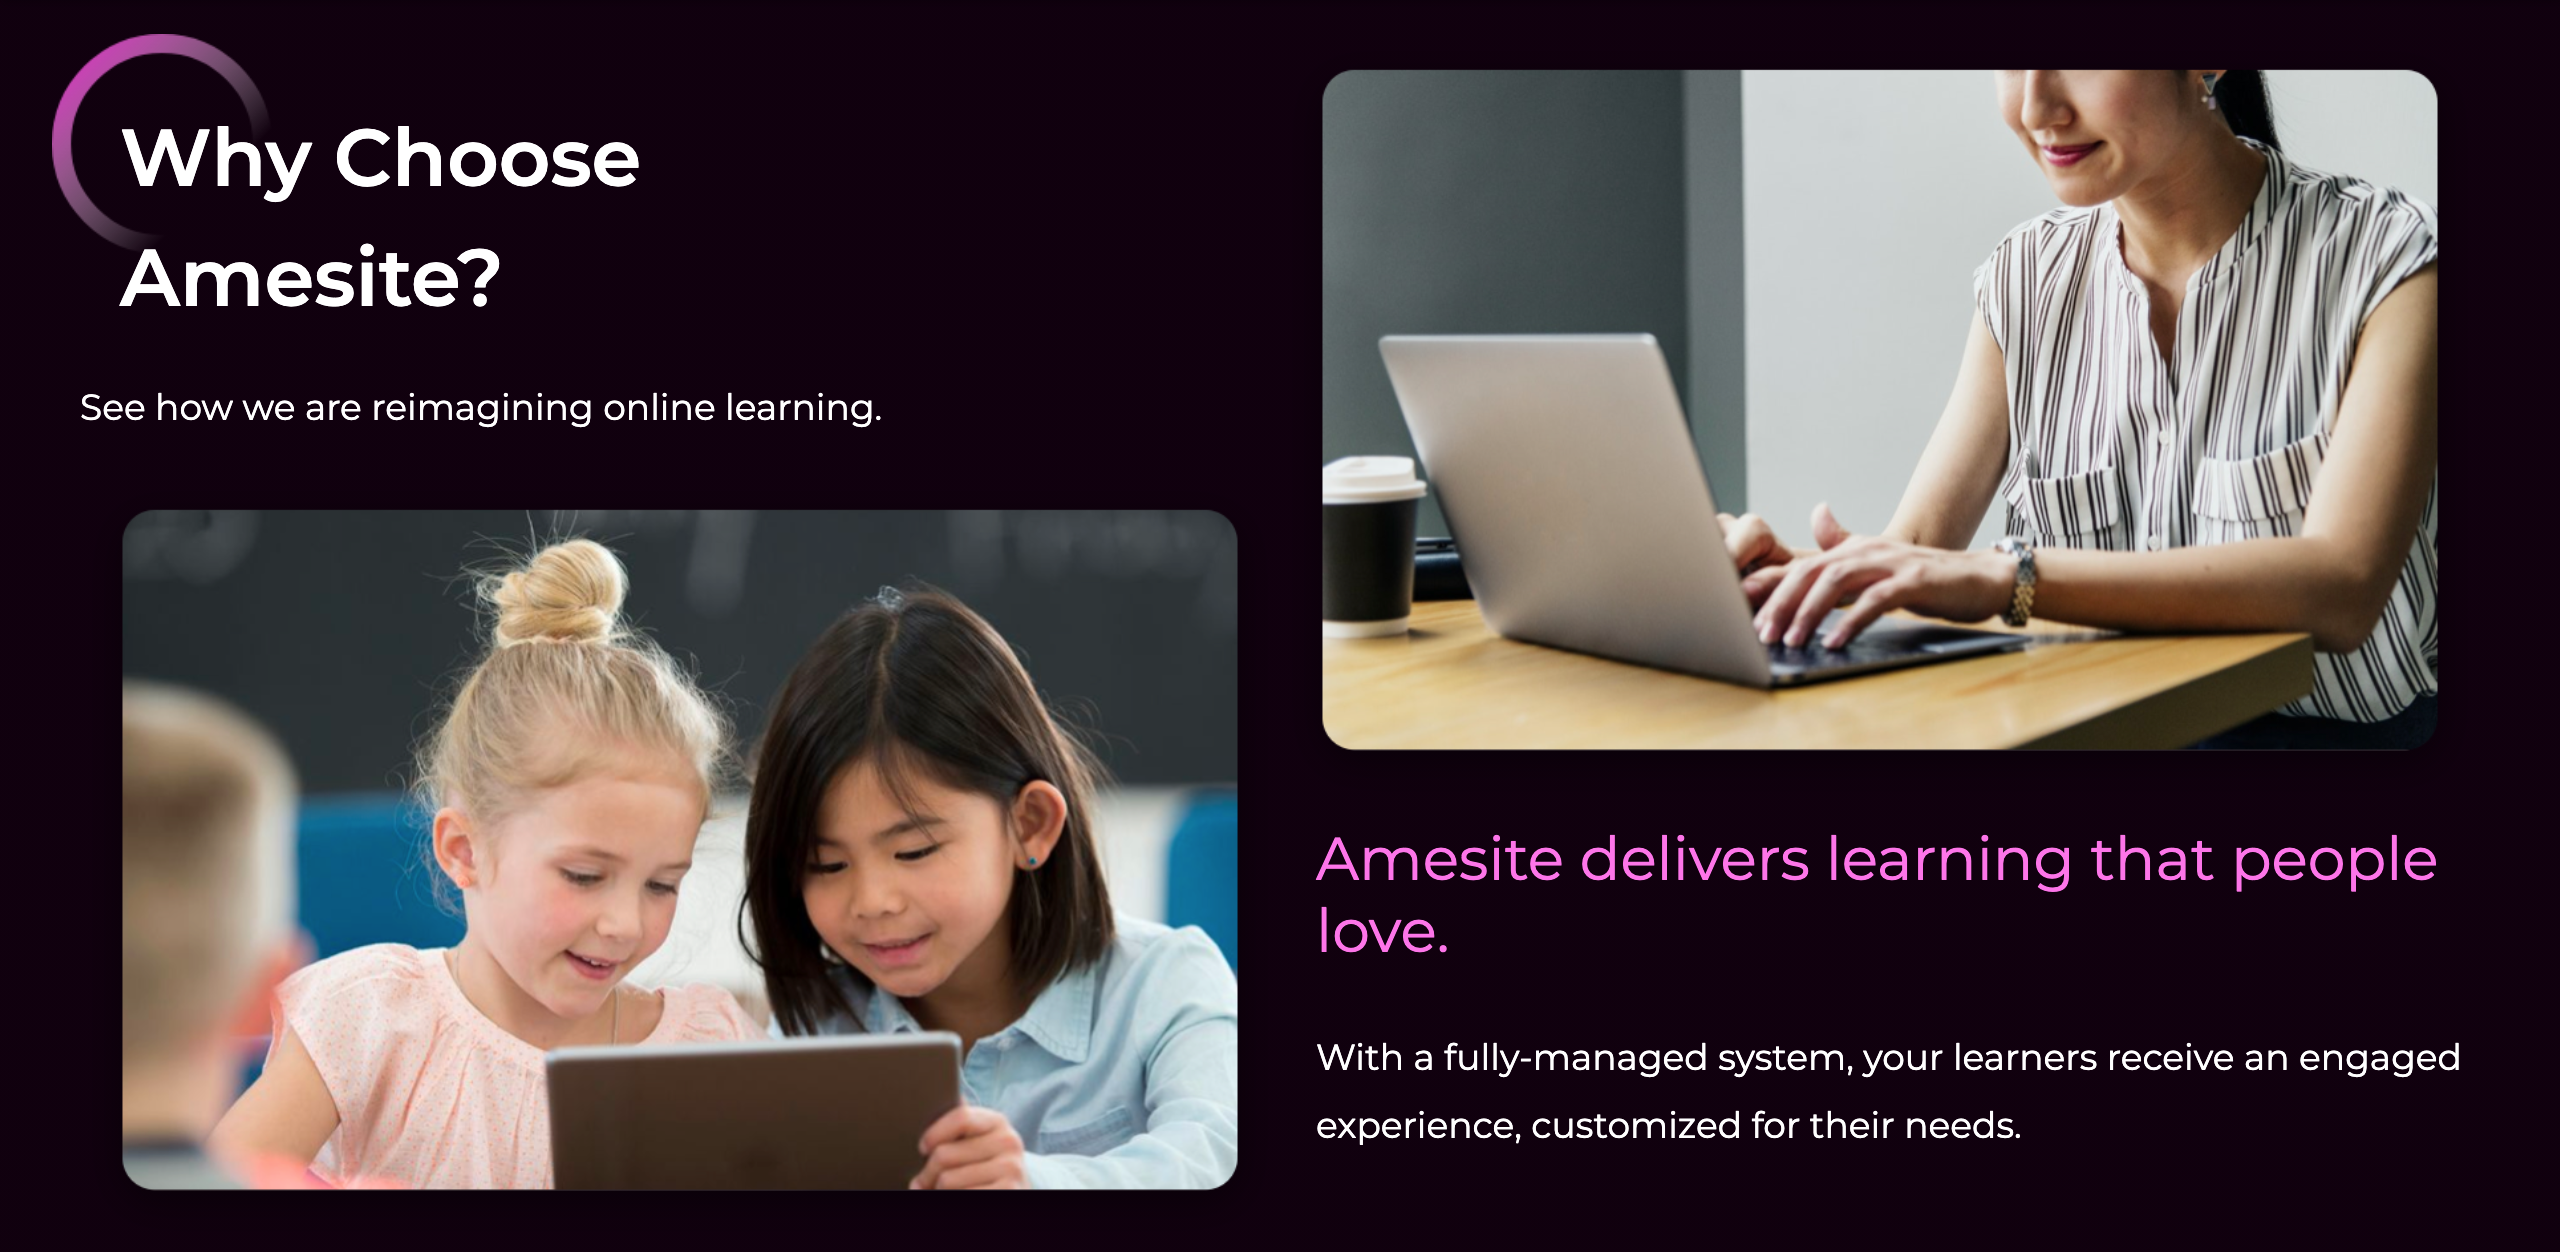 Why Choose
Amesite?
See how we are reimagining online learning.
Amesite delivers learning that people
love.
With a fully-managed system, your learners receive an engaged
experience, customized for their needs.